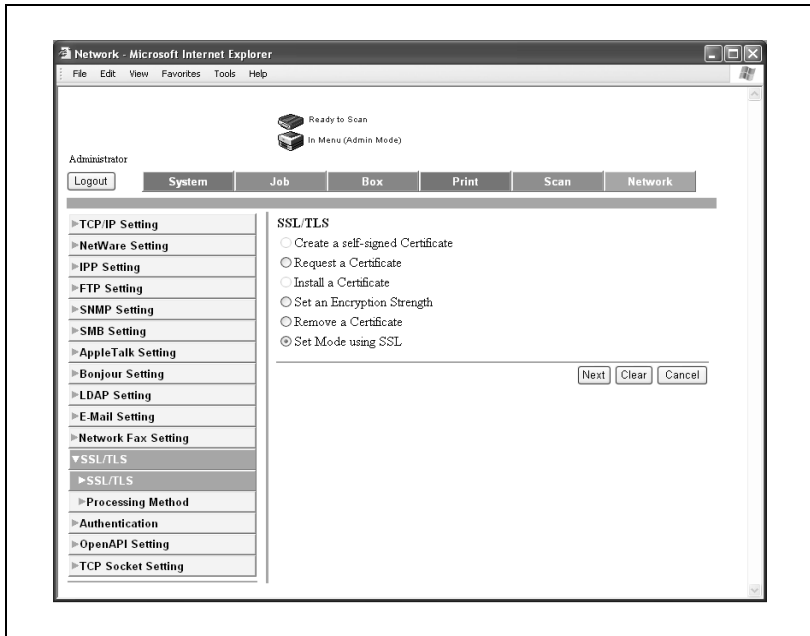 Network - Microsoft Internet Explorer
File Edit View Favorites Tools Help
Ready to Scan
In Menu (Admin Mode)
Administrator
Logout System Job Box Print Scan Network
TCP/IP Setting
NetWare Setting
IPP Setting
FTP Setting
SNMP Setting
SMB Setting
AppleTalk Setting
Bonjour Setting
LDAP Setting
E-Mail Setting
Network Fax Setting
SSL/TLS
SSL/TLS
Processing Method
Authentication
OpenAPI Setting
TCP Socket Setting
SSL/TLS
Create a self-signed Certificate
Request a Certificate
Install a Certificate
Set an Encryption Strength
Remove a Certificate
Set Mode using SSL
Next Clear Cancel